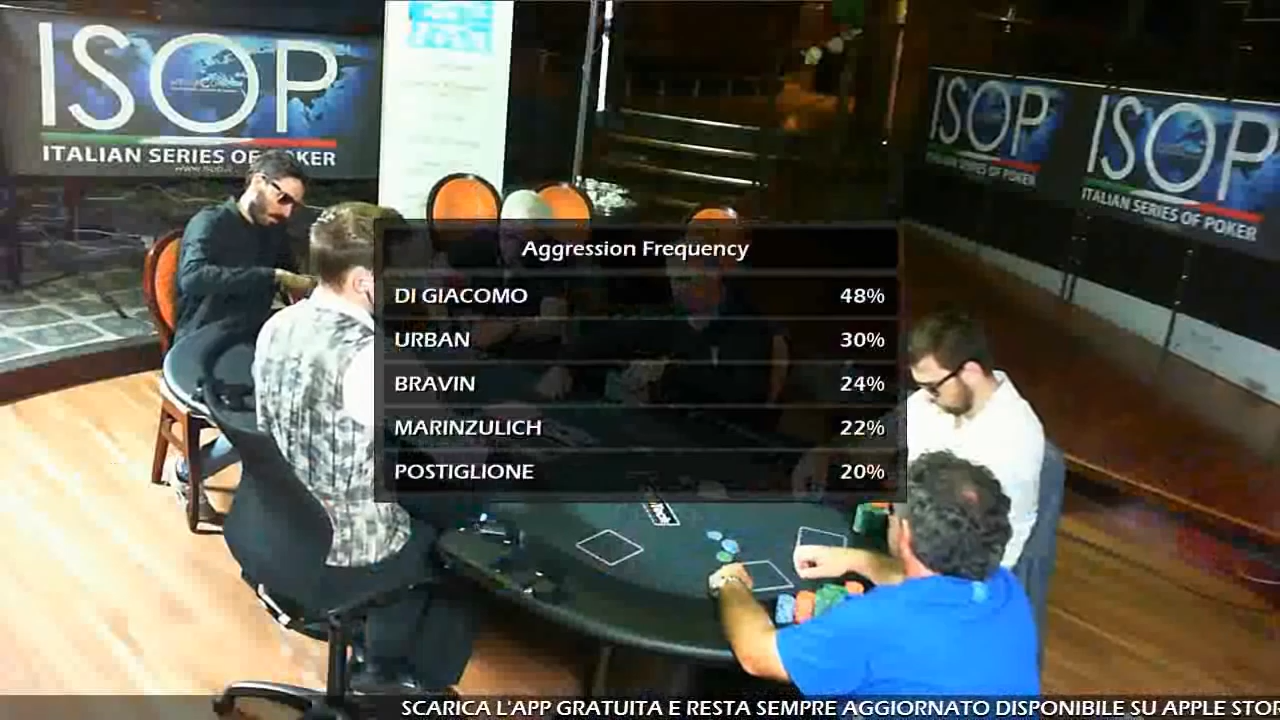 ISOP
ITALIAN SERIES OF POKER
ISOP
ITALIAN SERIES OF POKER
ISOP
ITALIAN SERIES OF POKER
Aggression Frequency
DI GIACOMO 48%
URBAN 30%
BRAVIN 24%
MARINZULICH 22%
POSTIGLIONE 20%
SCARICA L'APP GRATUITA E RESTA SEMPRE AGGIORNATO DISPONIBILE SU APPLE STOR